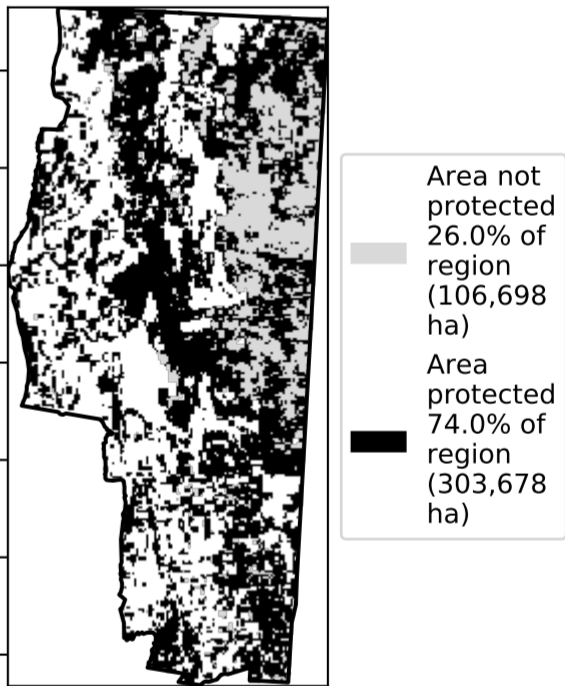 Area not
protected
26.0% of
region
(106,698
ha)
Area
protected
74.0% of
region
(303,678
ha)